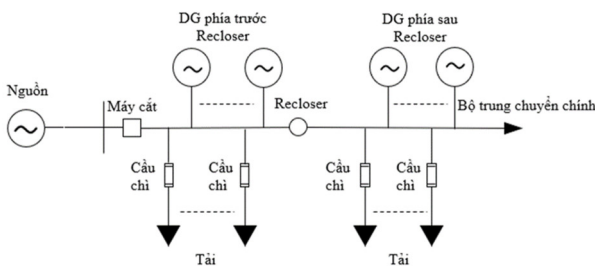 DG phía trước
Recloser
DG phía sau
Recloser
Nguồn
Máy cắt
Recloser
Bộ trung chuyển chính
Cầu
chì
Cầu
chì
Cầu
chì
Cầu
chì
Tải
Tải